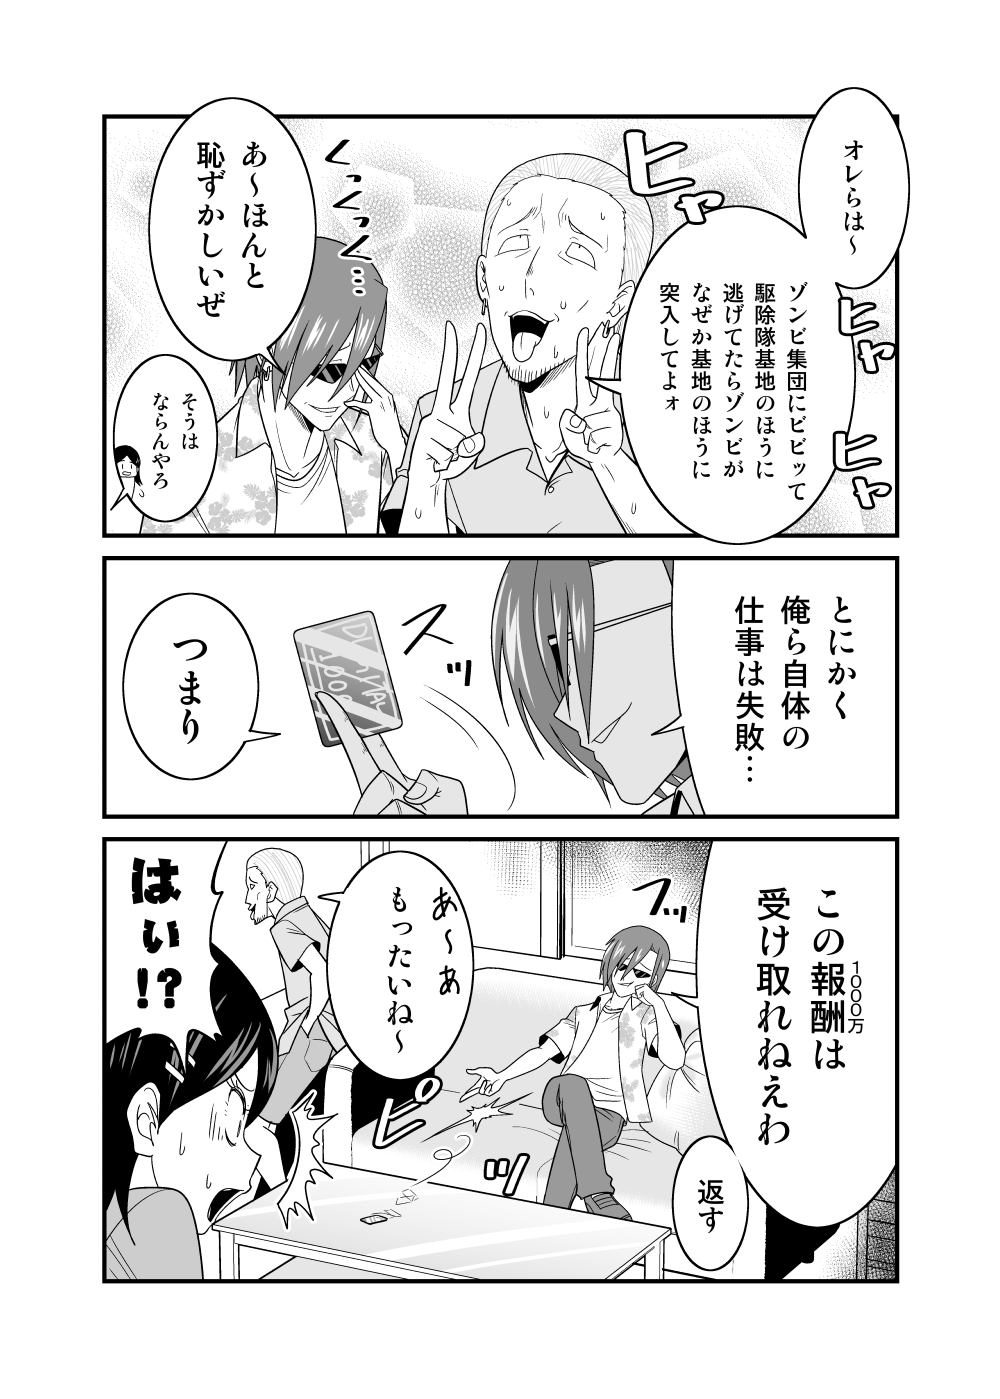 オレらは～
ゾンビ集団にビビッて
駆除隊基地のほうに
逃げてたらゾンビが
なぜか基地のほうに
突入してよォ
ヒャ
ヒャ
ヒャ
くっくっく…
あ～ほんと
恥ずかしいぜ
そうは
ならんやろ
とにかく
俺ら自体の
仕事は失敗…
スッ
DIGITAL
1000
つまり
この報酬は
1000万
受け取れねえわ
ブッ
返す
あ～あ
もったいね～
ピッ
はい!?